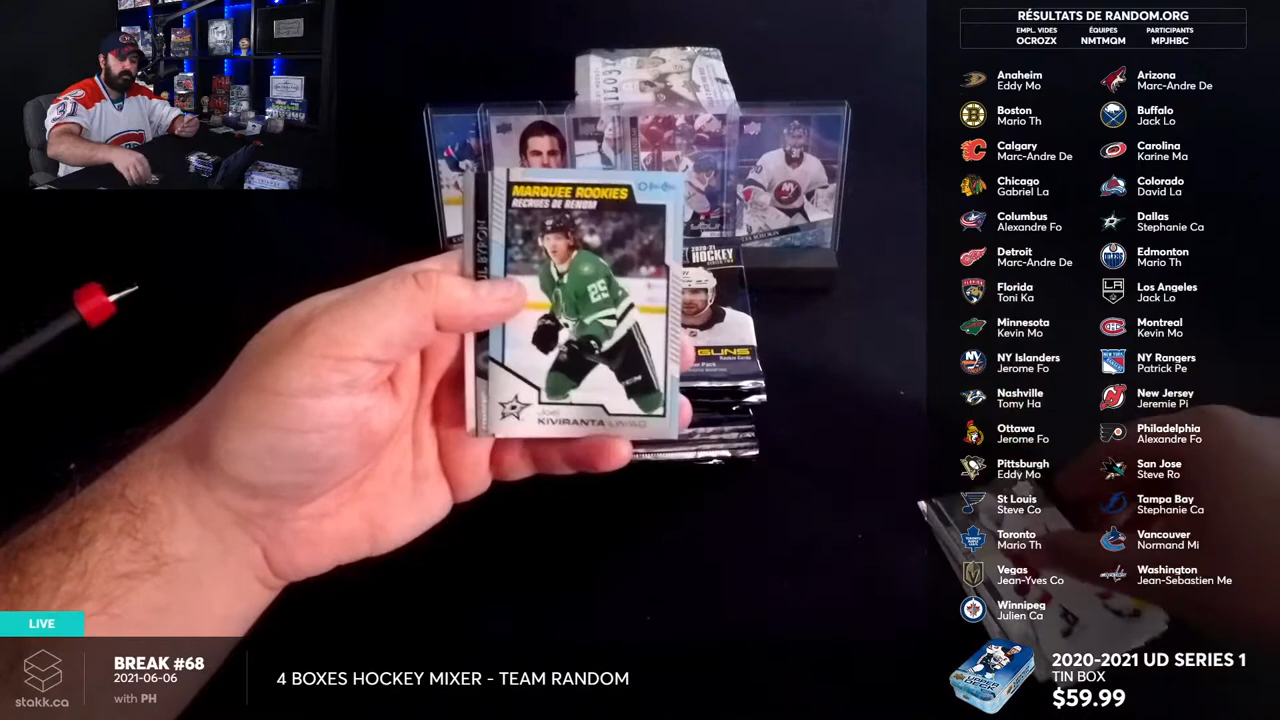 RÉSULTATS DE RANDOM.ORG
EMPL. VIDES
OCROZX
ÉQUIPES
NMTMQM
PARTICIPANTS
MPJHBC
Anaheim
Eddy Mo
Arizona
Marc-Andre De
Boston
Mario Th
Buffalo
Jack Lo
Calgary
Marc-Andre De
Carolina
Karine Ma
Chicago
Gabriel La
Colorado
David La
Columbus
Alexandre Fo
Dallas
Stephanie Ca
Detroit
Marc-Andre De
Edmonton
Mario Th
Florida
Toni Ka
Los Angeles
Jack Lo
Minnesota
Kevin Mo
Montreal
Kevin Mo
NY Islanders
Jerome Fo
NY Rangers
Patrick Pe
Nashville
Tomy Ha
New Jersey
Jeremie Pi
Ottawa
Jerome Fo
Philadelphia
Alexandre Fo
Pittsburgh
Eddy Mo
San Jose
Steve Ro
St Louis
Steve Co
Tampa Bay
Stephanie Ca
Toronto
Mario Th
Vancouver
Normand Mi
Vegas
Jean-Yves Co
Washington
Jean-Sebastien Me
Winnipeg
Julien Ca
MARQUEE ROOKIES
RECRUES DE RENOM
25
JOEL
KIVIRANTA
BYRON
2020-21
HOCKEY
GUNS
31
LIVE
stakk.ca
BREAK #68
2021-06-06
with PH
4 BOXES HOCKEY MIXER - TEAM RANDOM
2020-2021 UD SERIES 1
TIN BOX
$59.99